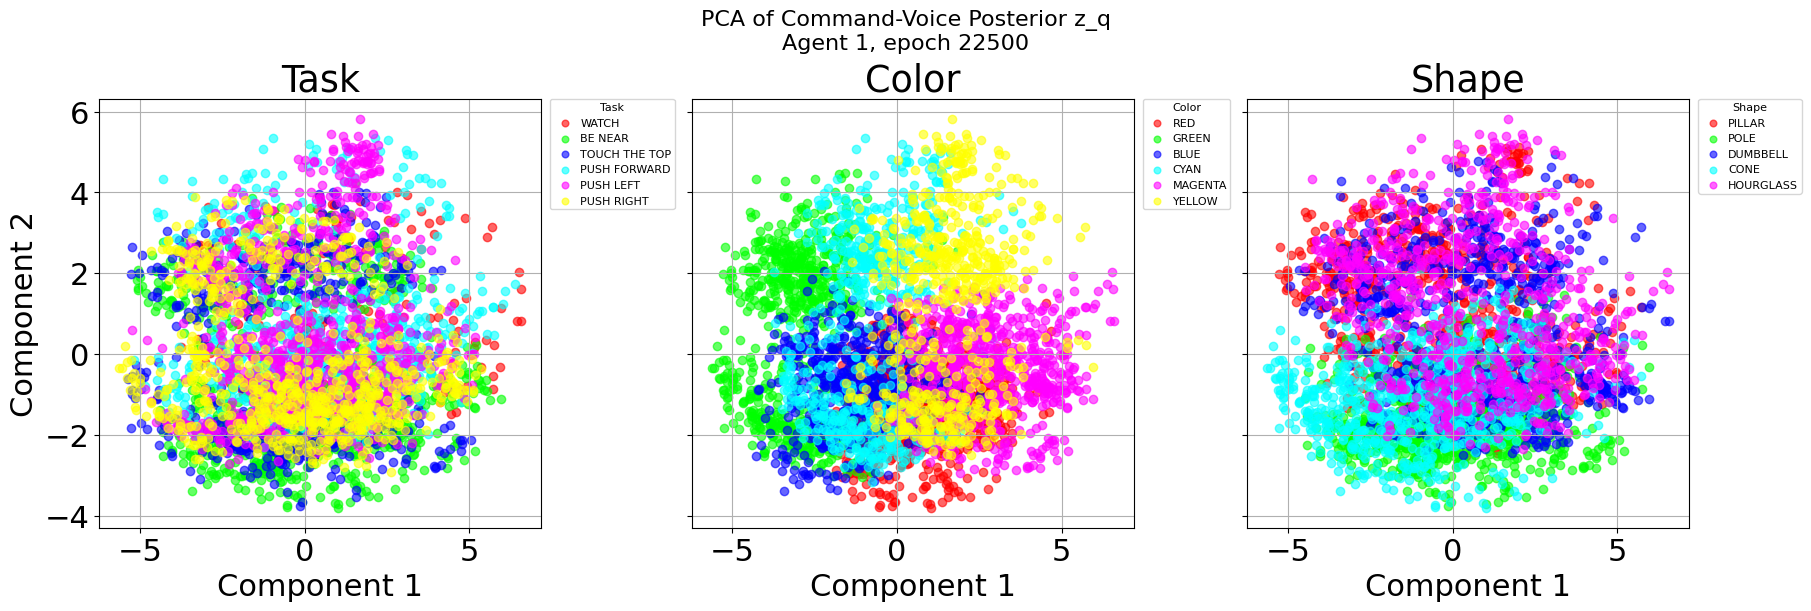 PCA of Command-Voice Posterior z_q
Agent 1, epoch 22500
Task
Component 2
6
4
2
0
−2
−4
−5
0
5
Component 1
Task
WATCH
BE NEAR
TOUCH THE TOP
PUSH FORWARD
PUSH LEFT
PUSH RIGHT
Color
−5
0
5
Component 1
Color
RED
GREEN
BLUE
CYAN
MAGENTA
YELLOW
Shape
−5
0
5
Component 1
Shape
PILLAR
POLE
DUMBBELL
CONE
HOURGLASS